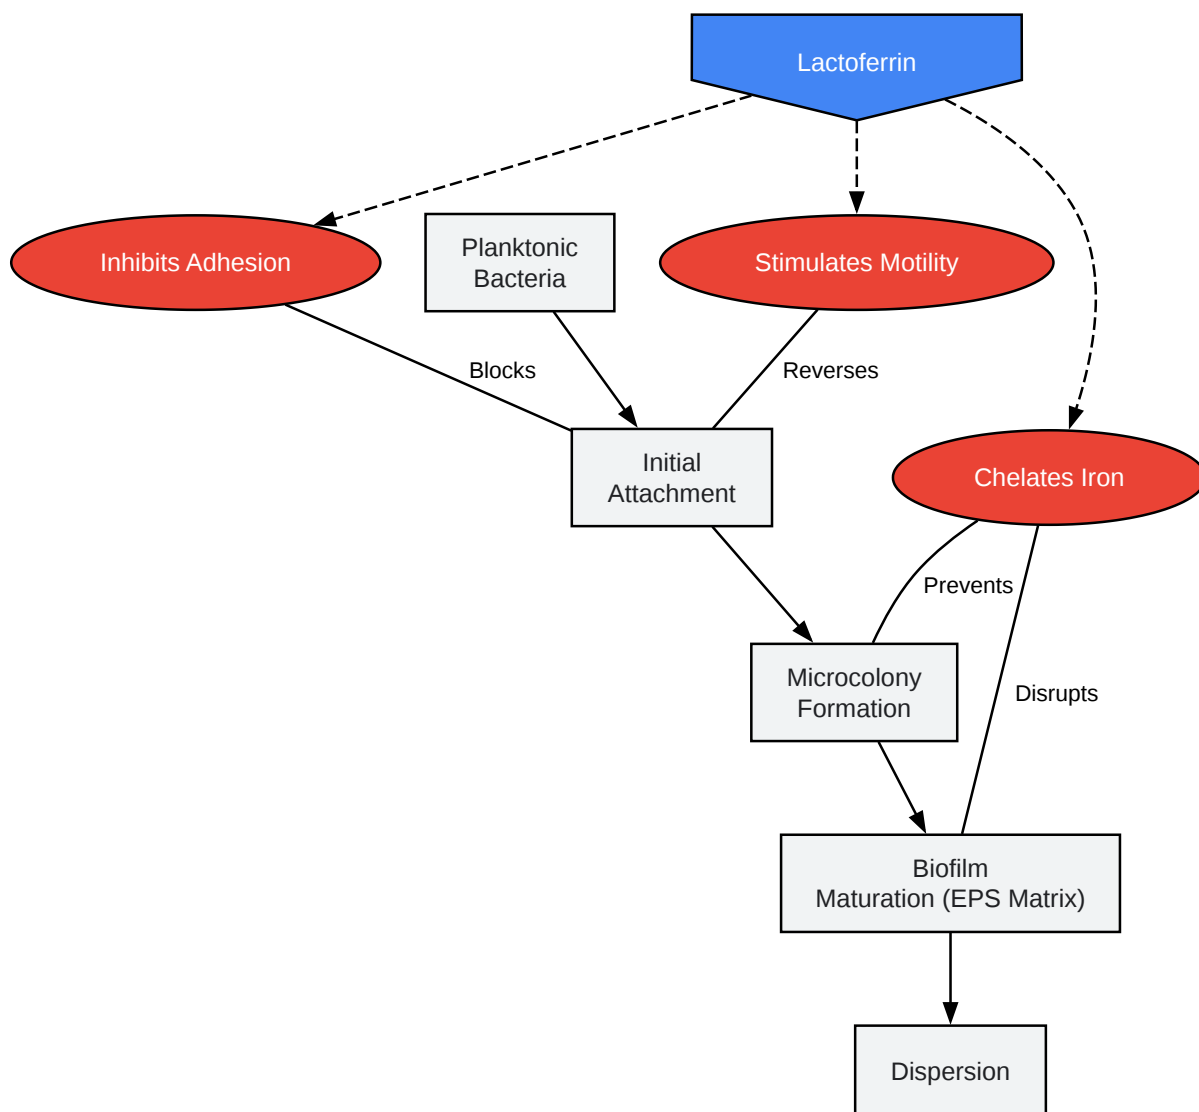 Lactoferrin
Inhibits Adhesion
Planktonic
Bacteria
Stimulates Motility
Blocks
Reverses
Initial
Attachment
Chelates Iron
Prevents
Microcolony
Formation
Disrupts
Biofilm
Maturation (EPS Matrix)
Dispersion